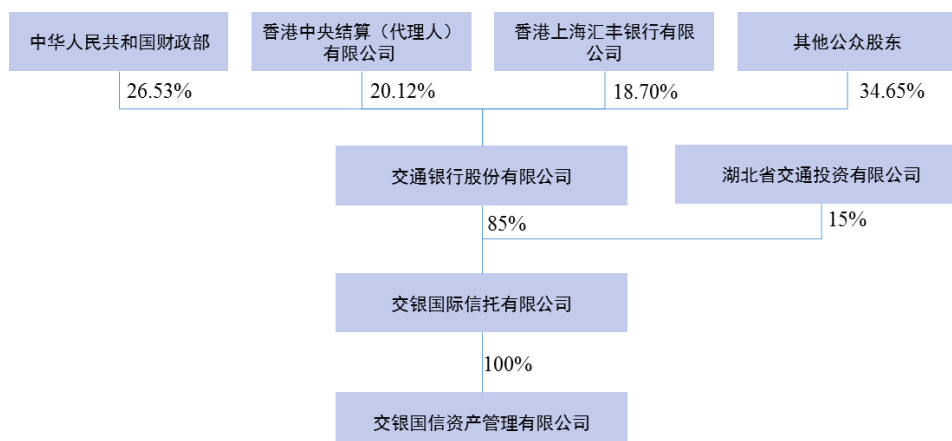 中华人民共和国财政部
香港中央结算（代理人）
有限公司
香港上海汇丰银行有限
公司
其他公众股东
26.53%
20.12%
18.70%
34.65%
交通银行股份有限公司
湖北省交通投资有限公司
85%
15%
交银国际信托有限公司
100%
交银国信资产管理有限公司